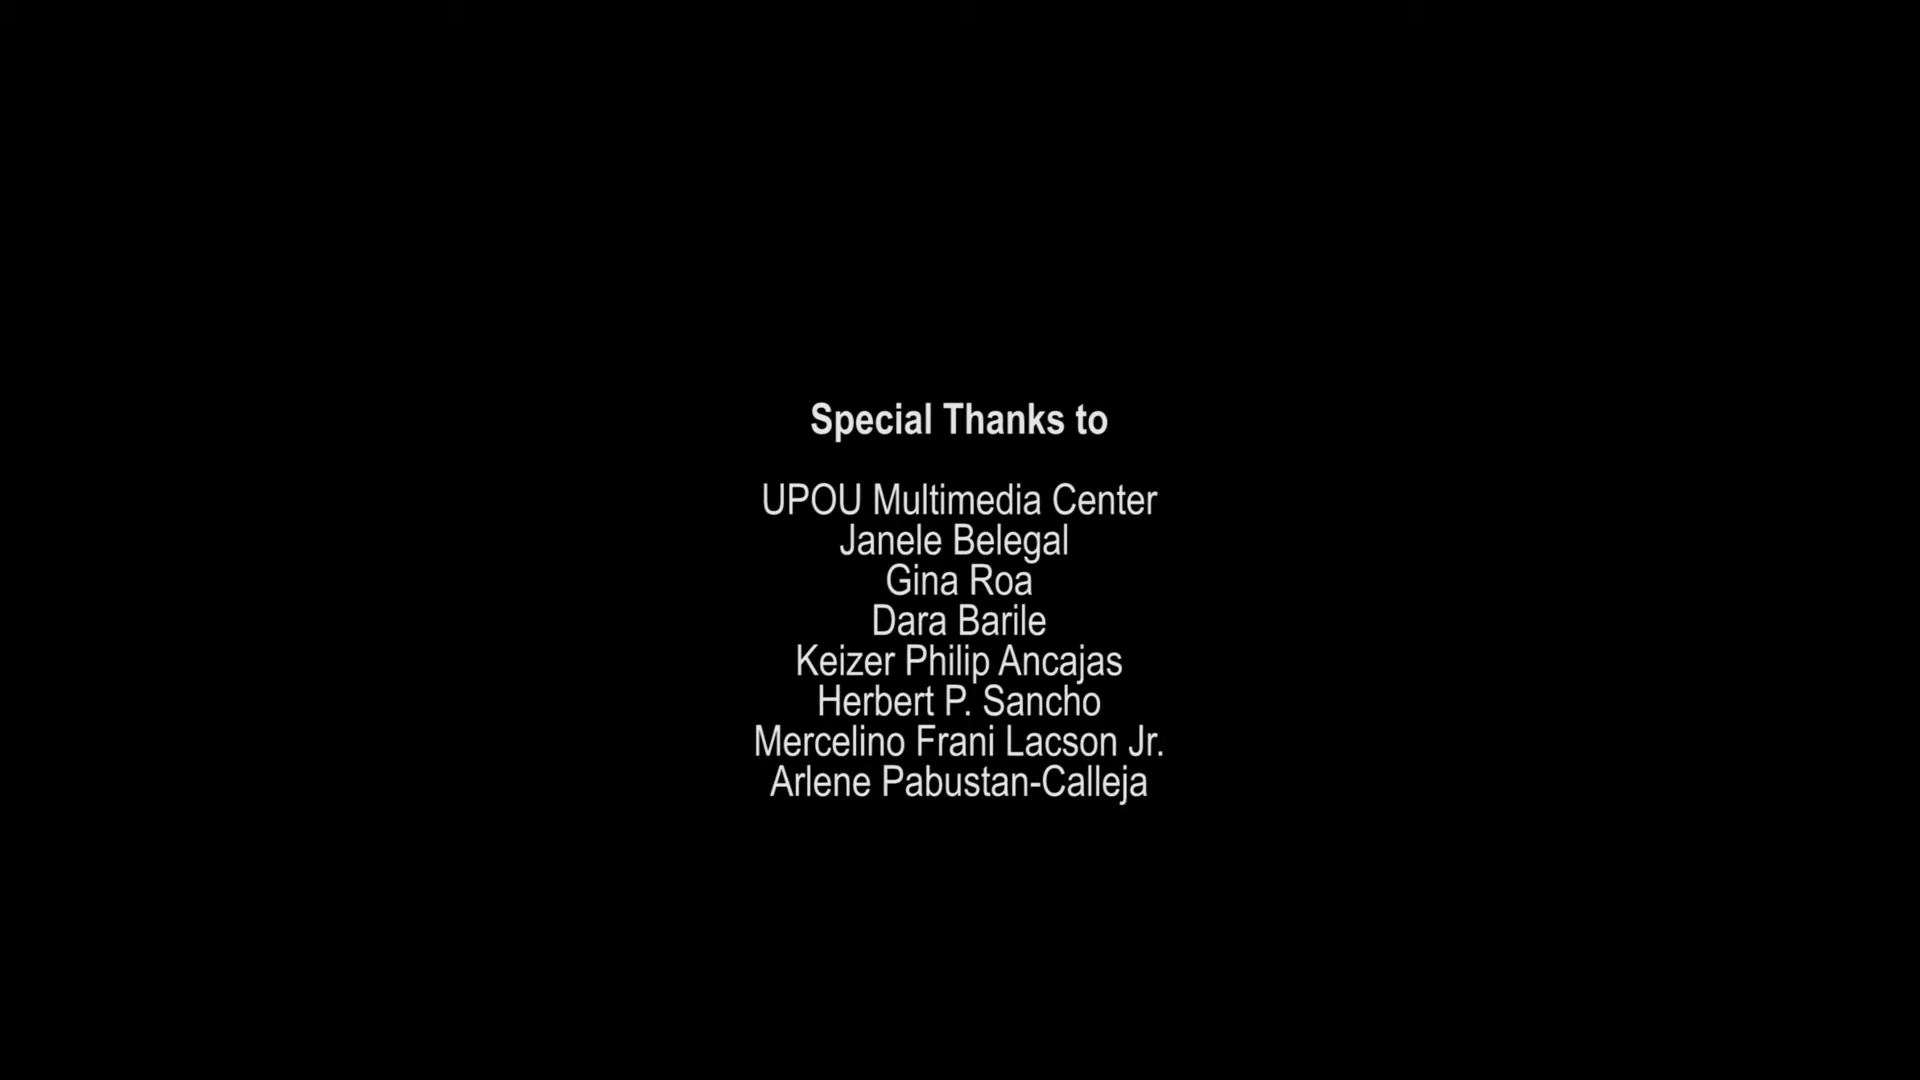 Special Thanks to
UPOU Multimedia Center
Janele Belegal
Gina Roa
Dara Barile
Keizer Philip Ancajas
Herbert P. Sancho
Mercelino Frani Lacson Jr.
Arlene Pabustan-Calleja